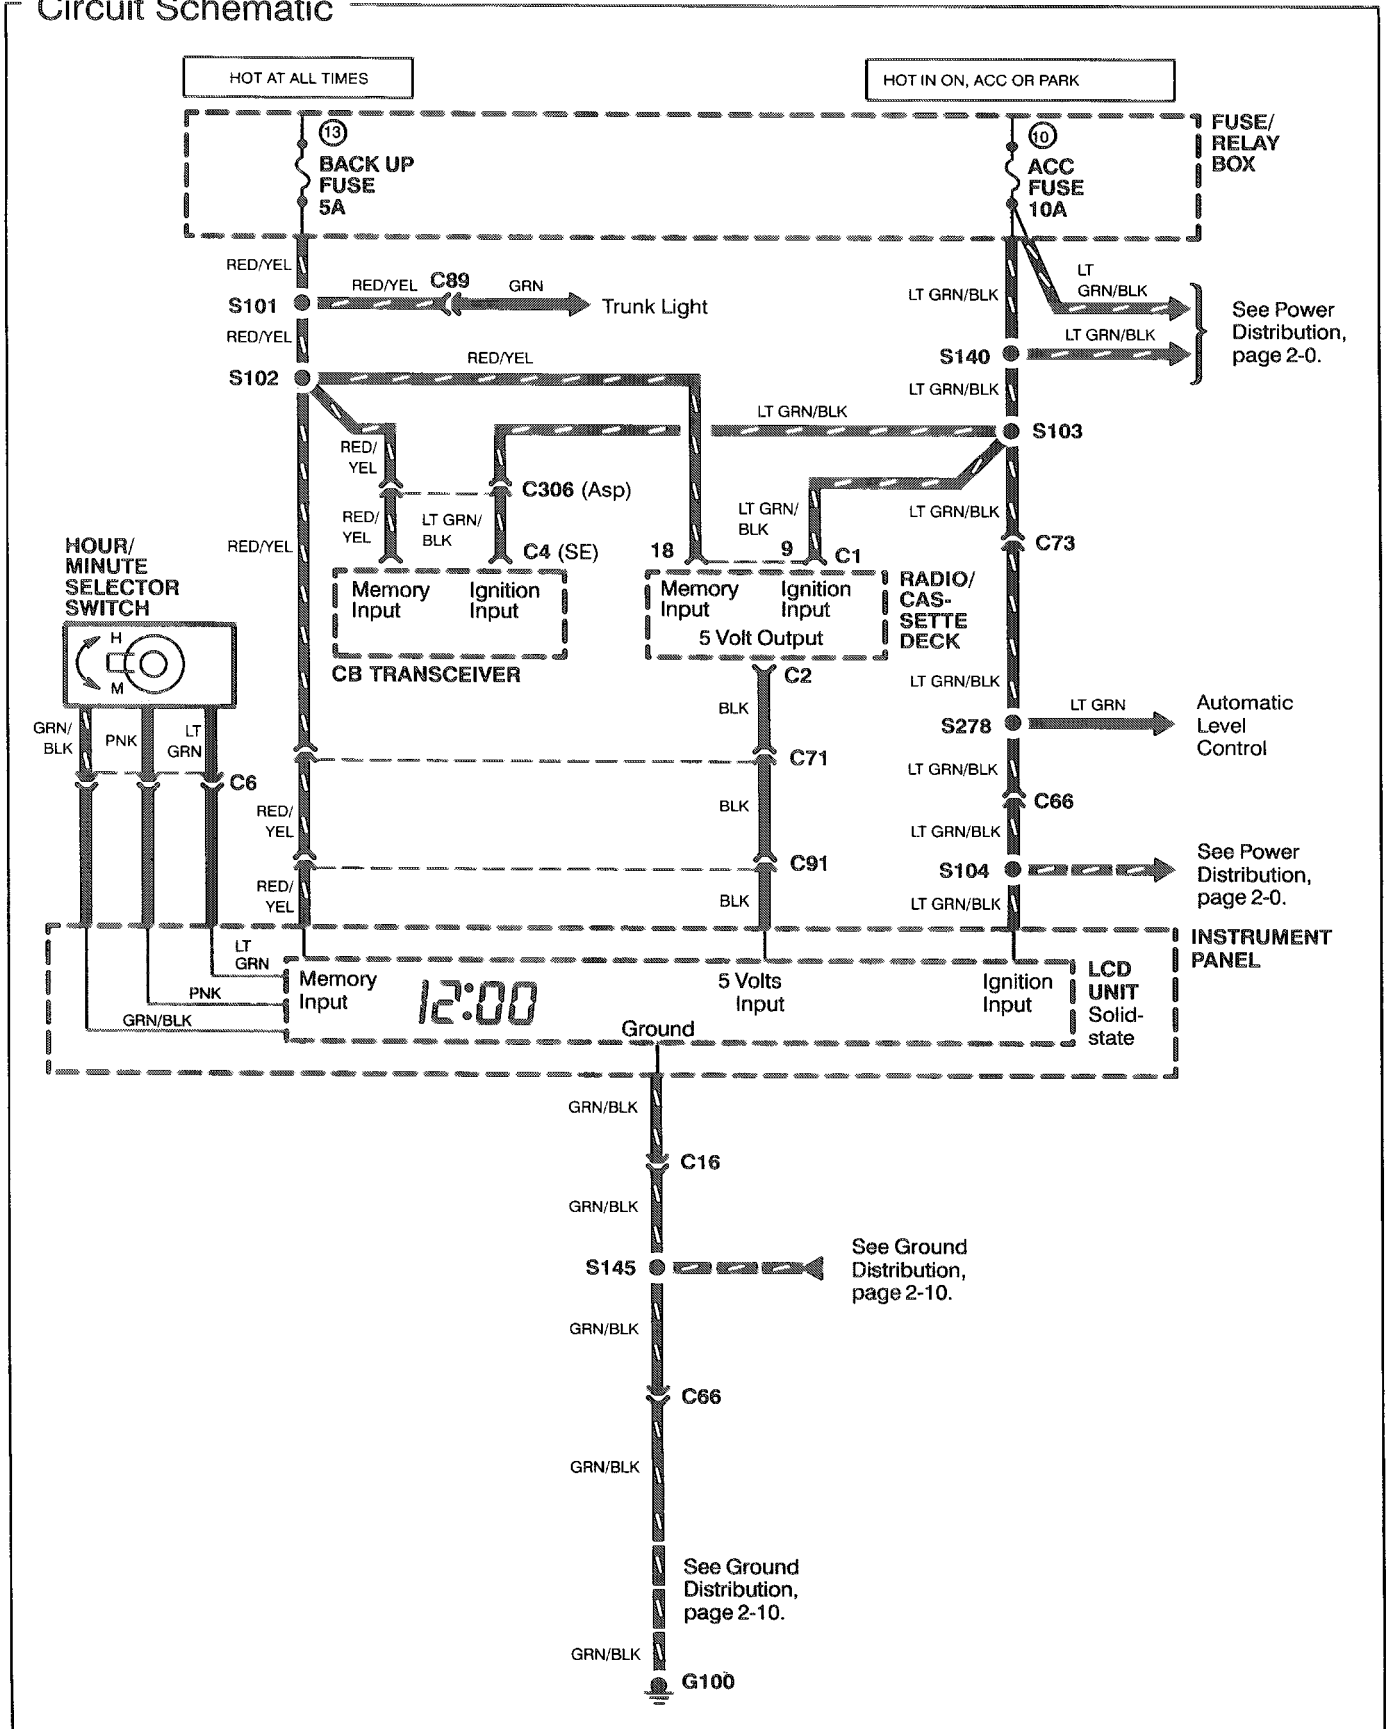 Circuit Schematic
HOT AT ALL TIMES
HOT IN ON, ACC OR PARK
13
BACK UP
FUSE
5A
10
ACC
FUSE
10A
FUSE/
RELAY
BOX
RED/YEL
S101
RED/YEL
C89
GRN
Trunk Light
LT GRN/BLK
LT
GRN/BLK
See Power
Distribution,
page 2-0.
RED/YEL
S140
LT GRN/BLK
S102
RED/YEL
LT GRN/BLK
LT GRN/BLK
S103
RED/
YEL
C306 (Asp)
RED/
YEL
LT GRN/
BLK
LT GRN/
BLK
LT GRN/BLK
C73
RED/YEL
C4 (SE)
18
9
C1
HOUR/
MINUTE
SELECTOR
SWITCH
H
M
Memory
Input
Ignition
Input
CB TRANSCEIVER
Memory
Input
Ignition
Input
5 Volt Output
RADIO/
CAS-
SETTE
DECK
C2
BLK
LT GRN/BLK
S278
LT GRN
Automatic
Level
Control
GRN/
BLK
PNK
LT
GRN
C6
C71
LT GRN/BLK
C66
RED/
YEL
BLK
LT GRN/BLK
C91
S104
See Power
Distribution,
page 2-0.
RED/
YEL
BLK
LT GRN/BLK
INSTRUMENT
PANEL
LT
GRN
PNK
GRN/BLK
Memory
Input
12:00
5 Volts
Input
Ignition
Input
Ground
LCD
UNIT
Solid-
state
GRN/BLK
C16
GRN/BLK
S145
See Ground
Distribution,
page 2-10.
GRN/BLK
C66
GRN/BLK
See Ground
Distribution,
page 2-10.
GRN/BLK
G100